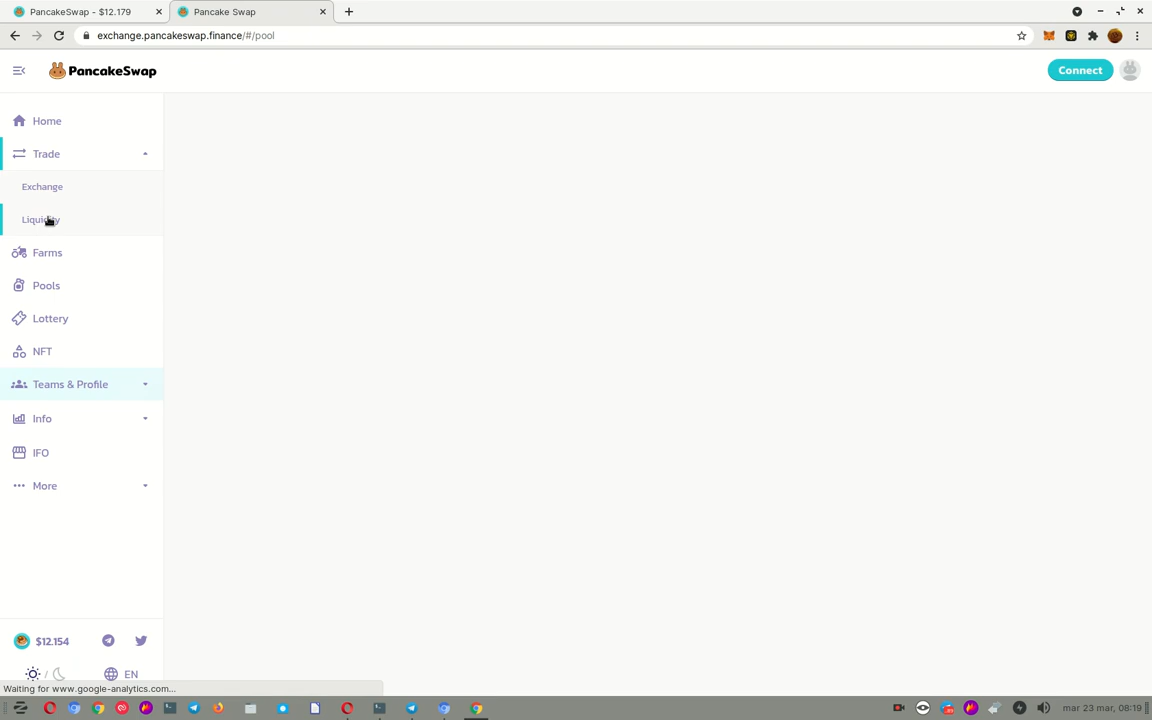 PancakeSwap - $12.179
Pancake Swap
exchange.pancakeswap.finance/#/pool
PancakeSwap
Connect
Home
Trade
Exchange
Liquidity
Farms
Pools
Lottery
NFT
Teams & Profile
Info
IFO
More
$12.154
/
EN
Waiting for www.google-analytics.com...
mar 23 mar, 08:19